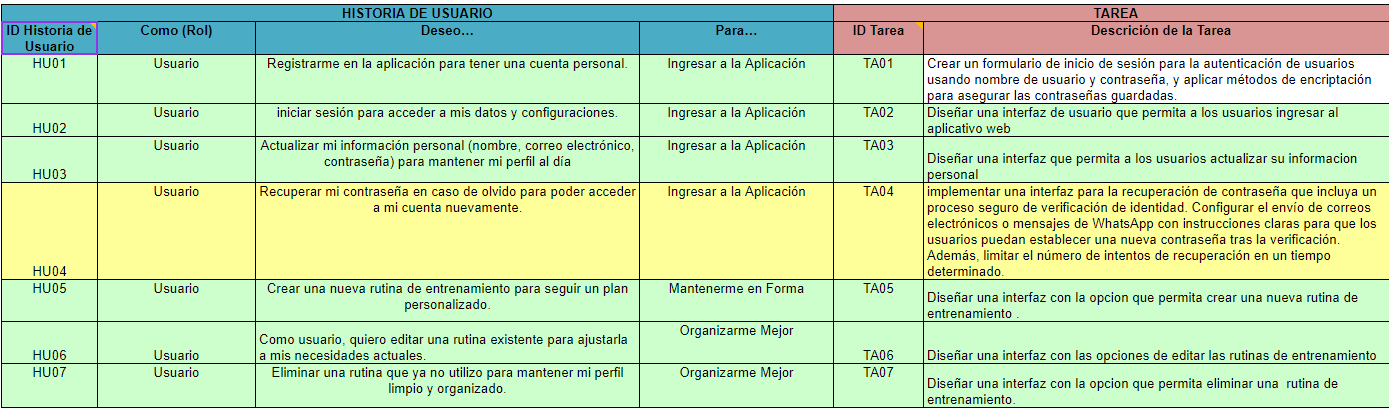 HISTORIA DE USUARIO
TAREA
ID Historia de
Usuario
Como (Rol)
Deseo...
Para...
ID Tarea
Descrición de la Tarea
HU01
Usuario
Registrarme en la aplicación para tener una cuenta personal.
Ingresar a la Aplicación
TA01
Crear un formulario de inicio de sesión para la autenticación de usuarios
usando nombre de usuario y contraseña, y aplicar métodos de encriptación
para asegurar las contraseñas guardadas.
HU02
Usuario
iniciar sesión para acceder a mis datos y configuraciones.
Ingresar a la Aplicación
TA02
Diseñar una interfaz de usuario que permita a los usuarios ingresar al
aplicativo web
HU03
Usuario
Actualizar mi información personal (nombre, correo electrónico,
contraseña) para mantener mi perfil al día
Ingresar a la Aplicación
TA03
Diseñar una interfaz que permita a los usuarios actualizar su informacion
personal
HU04
Usuario
Recuperar mi contraseña en caso de olvido para poder acceder
a mi cuenta nuevamente.
Ingresar a la Aplicación
TA04
implementar una interfaz para la recuperación de contraseña que incluya un
proceso seguro de verificación de identidad. Configurar el envío de correos
electrónicos o mensajes de WhatsApp con instrucciones claras para que los
usuarios puedan establecer una nueva contraseña tras la verificación.
Además, limitar el número de intentos de recuperación en un tiempo
determinado.
HU05
Usuario
Crear una nueva rutina de entrenamiento para seguir un plan
personalizado.
Mantenerme en Forma
TA05
Diseñar una interfaz con la opcion que permita crear una nueva rutina de
entrenamiento .
HU06
Usuario
Como usuario, quiero editar una rutina existente para ajustarla
a mis necesidades actuales.
Organizarme Mejor
TA06
Diseñar una interfaz con las opciones de editar las rutinas de entrenamiento
HU07
Usuario
Eliminar una rutina que ya no utilizo para mantener mi perfil
limpio y organizado.
Organizarme Mejor
TA07
Diseñar una interfaz con la opcion que permita eliminar una  rutina de
entrenamiento.